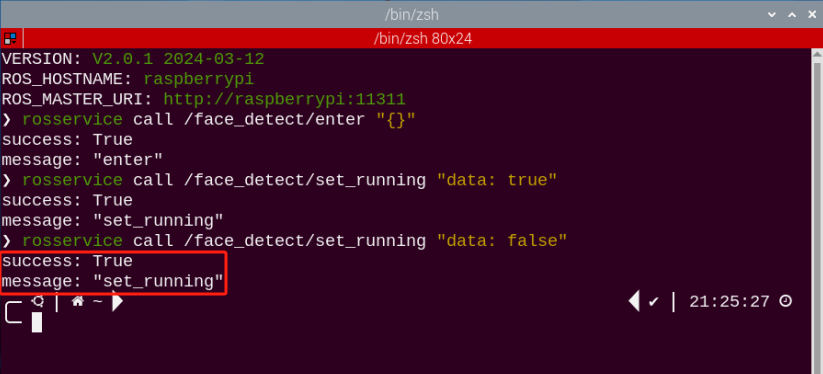 /bin/zsh
/bin/zsh 80x24
VERSION: V2.0.1 2024-03-12
ROS_HOSTNAME: raspberrypi
ROS_MASTER_URI: http://raspberrypi:11311
❯ rosservice call /face_detect/enter "{}"
success: True
message: "enter"
❯ rosservice call /face_detect/set_running "data: true"
success: True
message: "set_running"
❯ rosservice call /face_detect/set_running "data: false"
success: True
message: "set_running"
~ ✔ 21:25:27